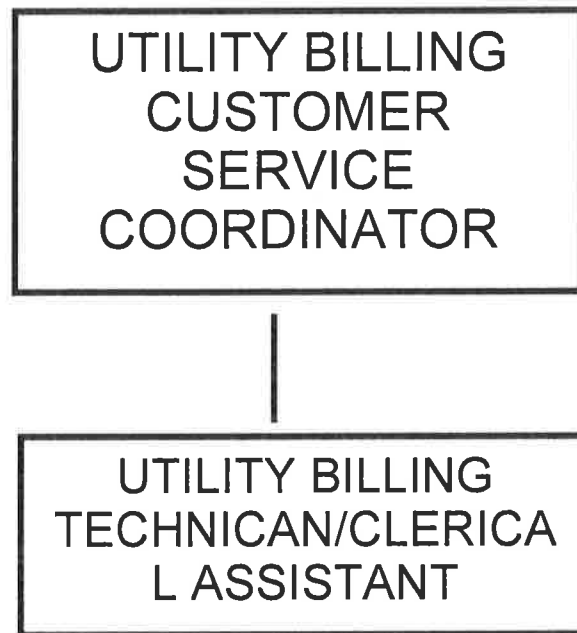 UTILITY BILLING
CUSTOMER
SERVICE
COORDINATOR
UTILITY BILLING
TECHNICAN/CLERICA
L ASSISTANT